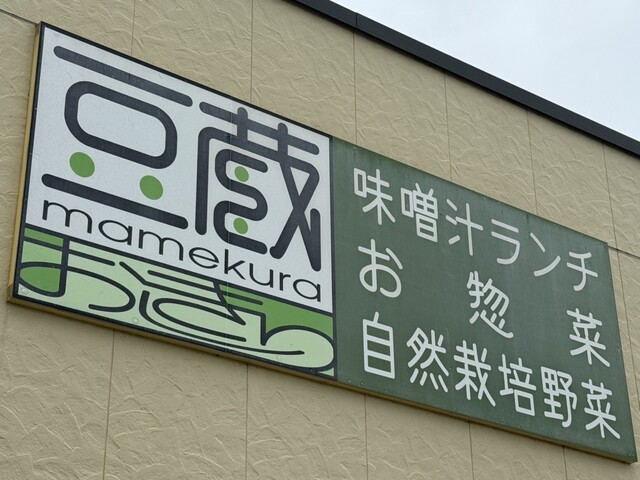 豆蔵
mamekura
味噌汁ランチ
お惣菜
自然栽培野菜